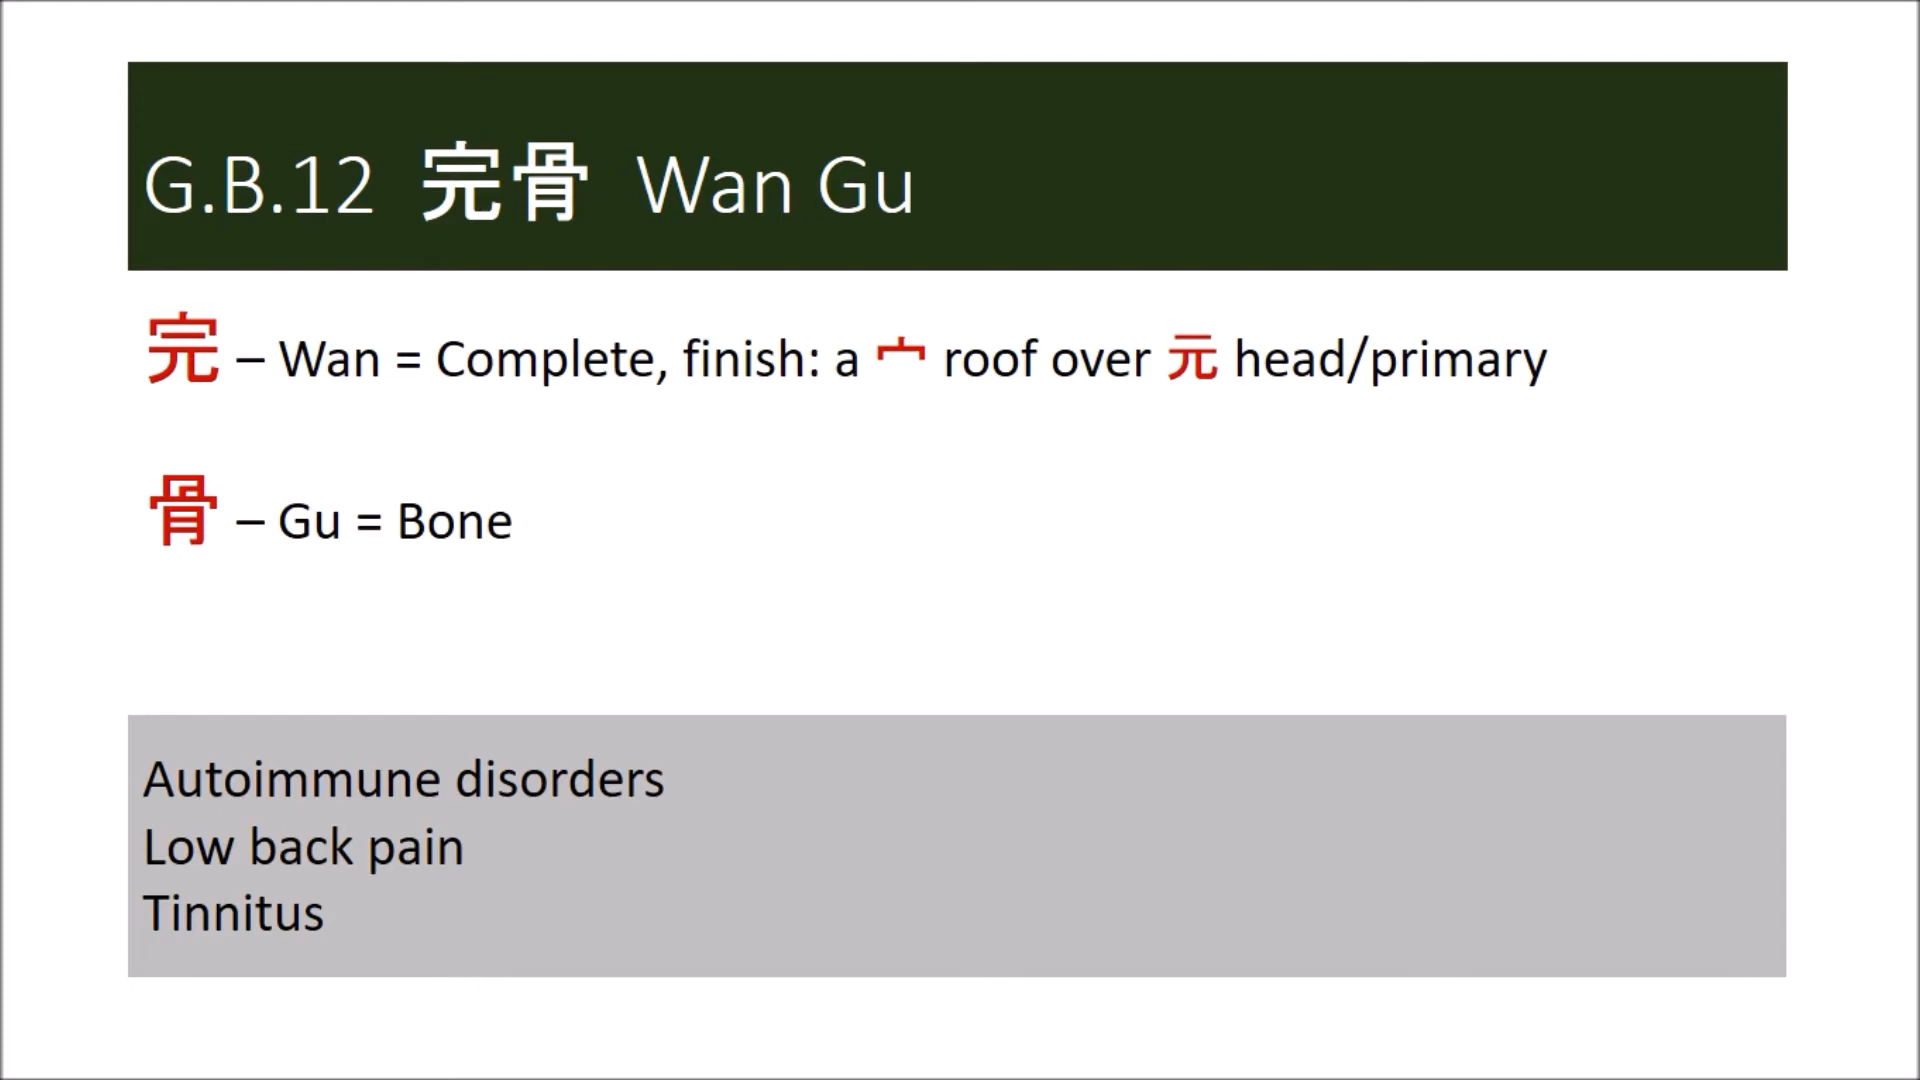 G.B.12 完骨 Wan Gu
完 – Wan = Complete, finish: a 宀 roof over 元 head/primary
骨 – Gu = Bone
Autoimmune disorders
Low back pain
Tinnitus